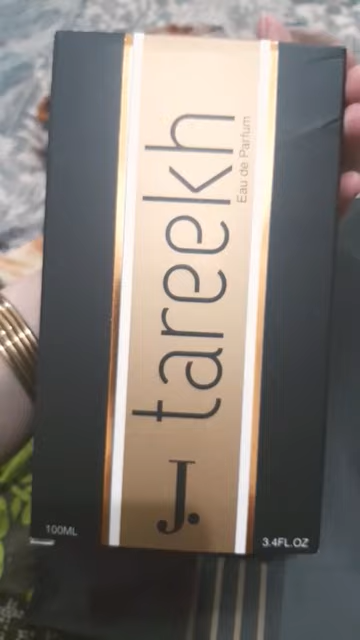 J.
tareekh
Eau de Parfum
100ML
3.4FL.OZ